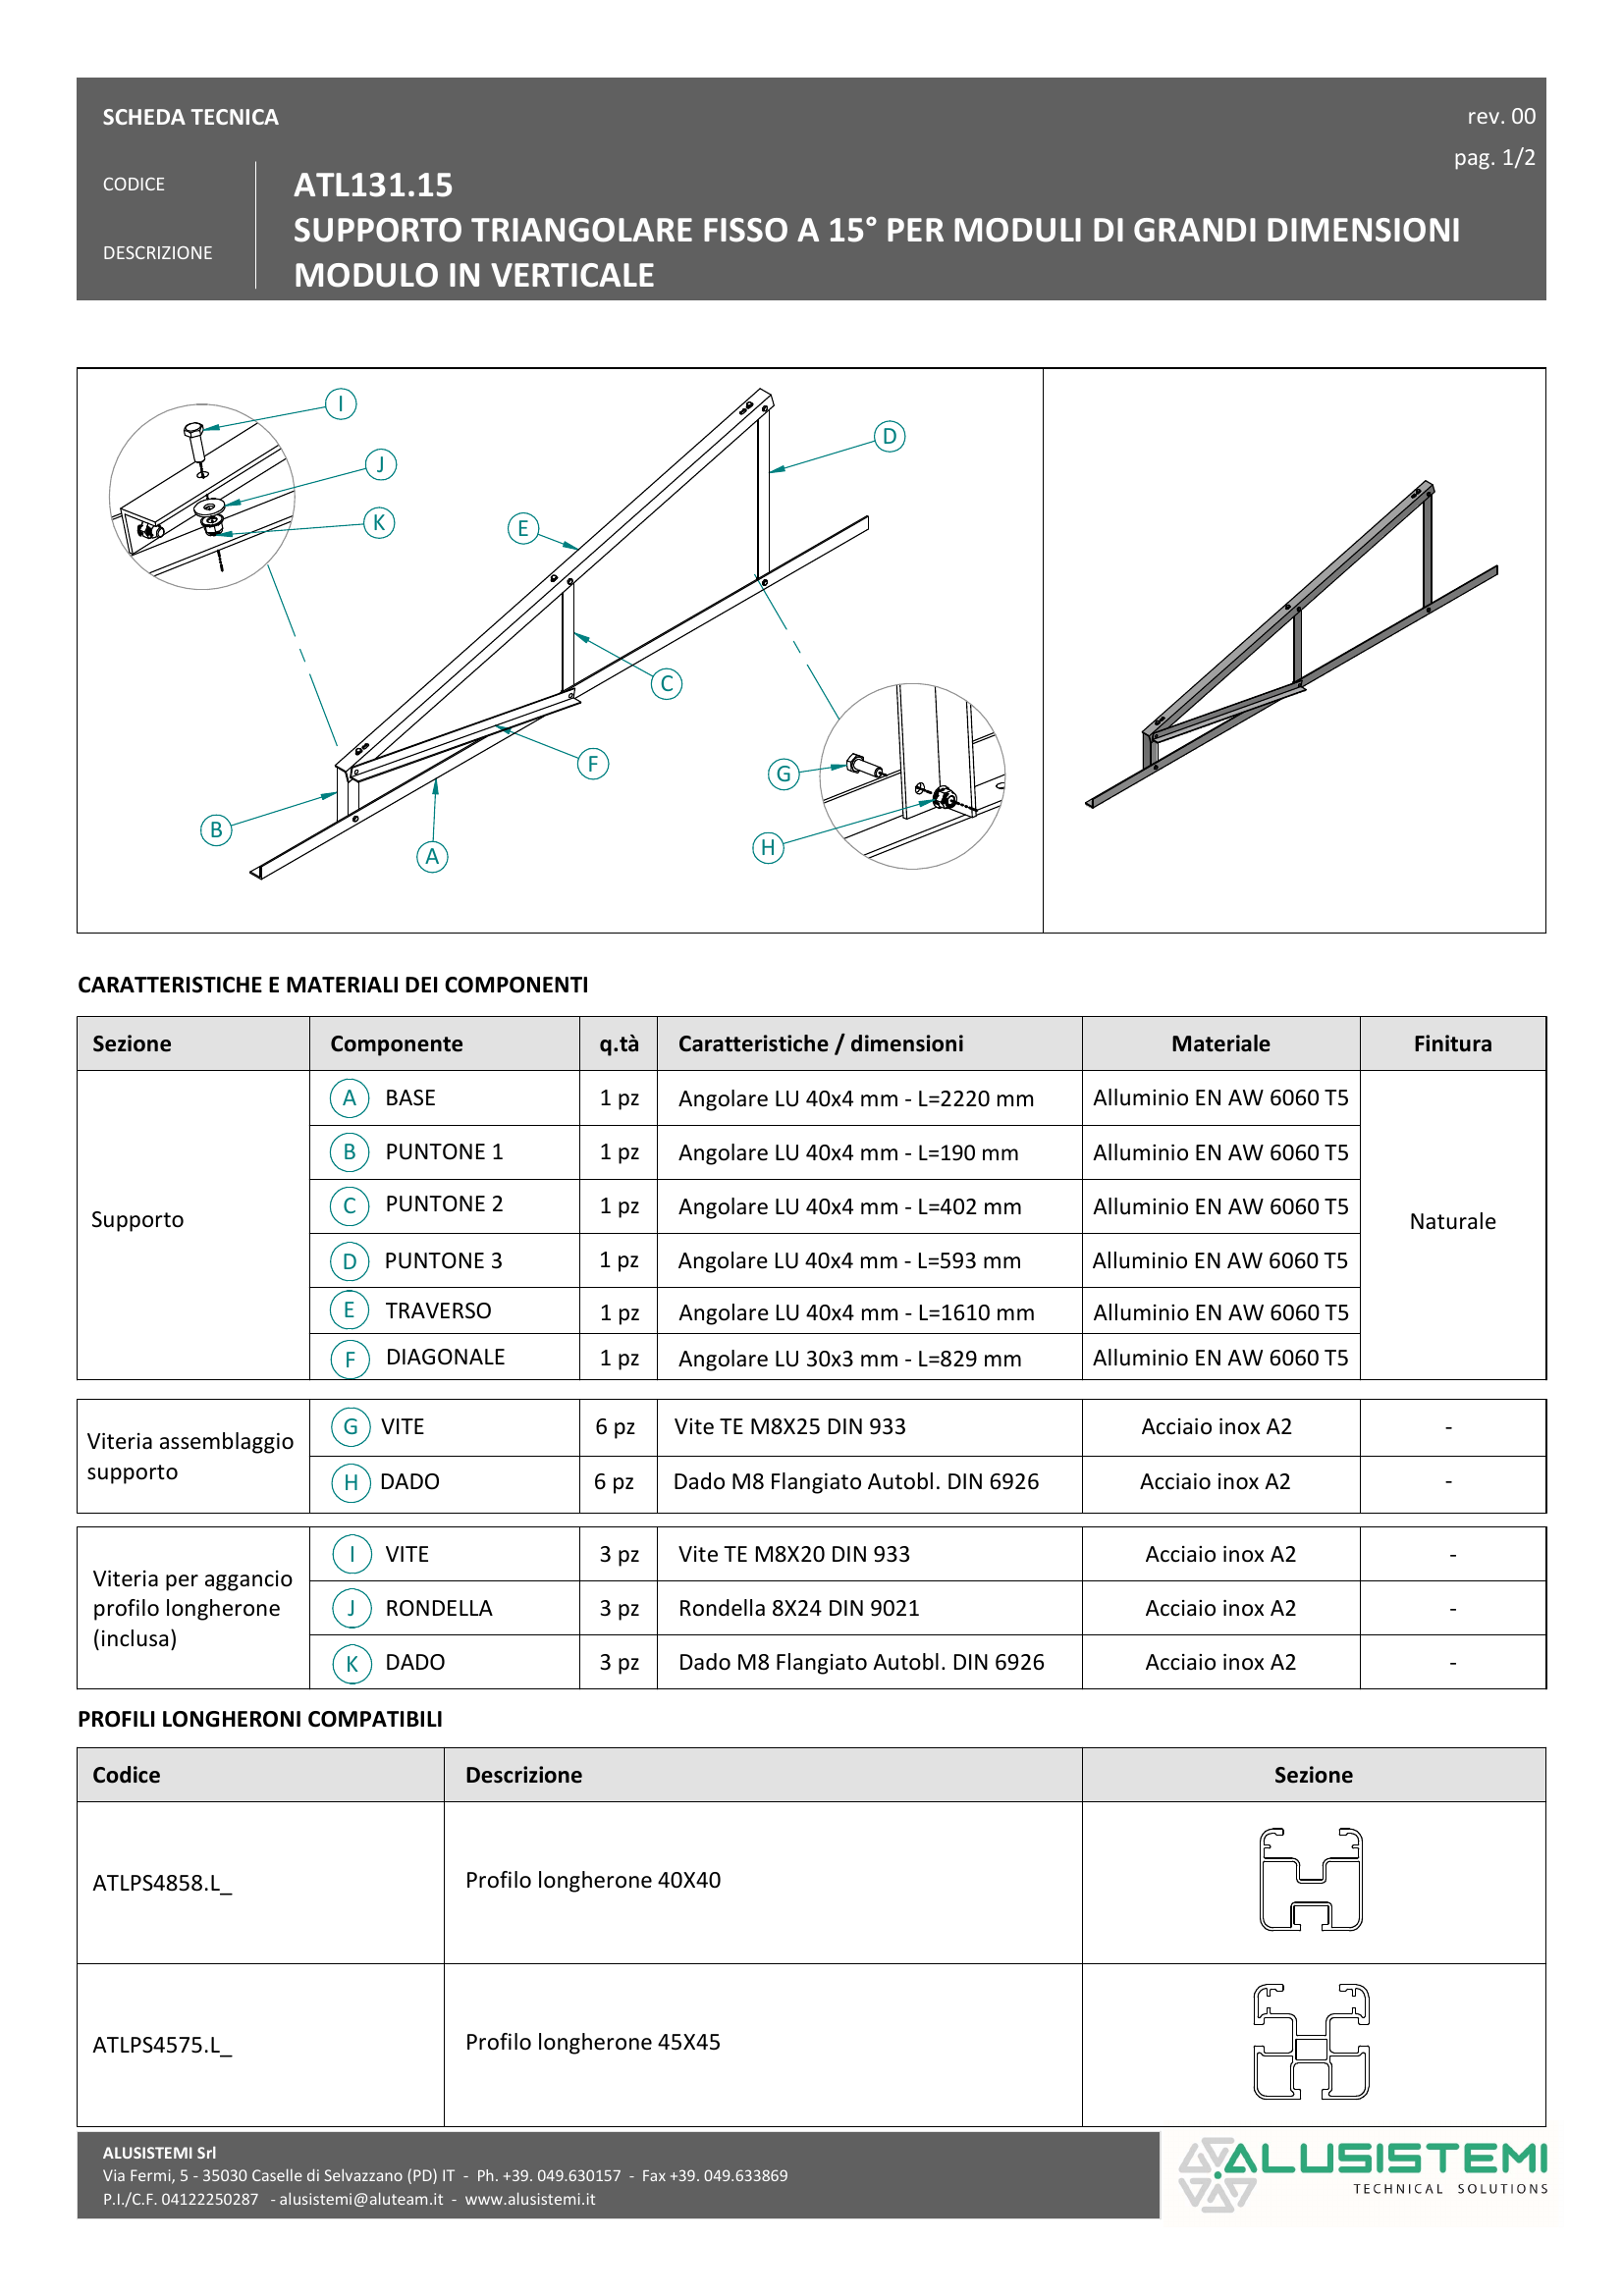 SCHEDA TECNICA
rev. 00
pag. 1/2
CODICE
ATL131.15
DESCRIZIONE
SUPPORTO TRIANGOLARE FISSO A 15° PER MODULI DI GRANDI DIMENSIONI
MODULO IN VERTICALE
I
J
K
E
D
C
F
G
B
A
H
CARATTERISTICHE E MATERIALI DEI COMPONENTI
Sezione Componente q.tà Caratteristiche / dimensioni Materiale Finitura
Supporto
A BASE 1 pz Angolare LU 40x4 mm - L=2220 mm Alluminio EN AW 6060 T5
B PUNTONE 1 1 pz Angolare LU 40x4 mm - L=190 mm Alluminio EN AW 6060 T5
C PUNTONE 2 1 pz Angolare LU 40x4 mm - L=402 mm Alluminio EN AW 6060 T5
Naturale
D PUNTONE 3 1 pz Angolare LU 40x4 mm - L=593 mm Alluminio EN AW 6060 T5
E TRAVERSO 1 pz Angolare LU 40x4 mm - L=1610 mm Alluminio EN AW 6060 T5
F DIAGONALE 1 pz Angolare LU 30x3 mm - L=829 mm Alluminio EN AW 6060 T5
Viteria assemblaggio
supporto
G VITE 6 pz Vite TE M8X25 DIN 933 Acciaio inox A2 -
H DADO 6 pz Dado M8 Flangiato Autobl. DIN 6926 Acciaio inox A2 -
Viteria per aggancio
profilo longherone
(inclusa)
I VITE 3 pz Vite TE M8X20 DIN 933 Acciaio inox A2 -
J RONDELLA 3 pz Rondella 8X24 DIN 9021 Acciaio inox A2 -
K DADO 3 pz Dado M8 Flangiato Autobl. DIN 6926 Acciaio inox A2 -
PROFILI LONGHERONI COMPATIBILI
Codice Descrizione Sezione
ATLPS4858.L_ Profilo longherone 40X40
ATLPS4575.L_ Profilo longherone 45X45
ALUSISTEMI Srl
Via Fermi, 5 - 35030 Caselle di Selvazzano (PD) IT - Ph. +39. 049.630157 - Fax +39. 049.633869
P.I./C.F. 04122250287 - alusistemi@aluteam.it - www.alusistemi.it
ALUSISTEMI
TECHNICAL SOLUTIONS